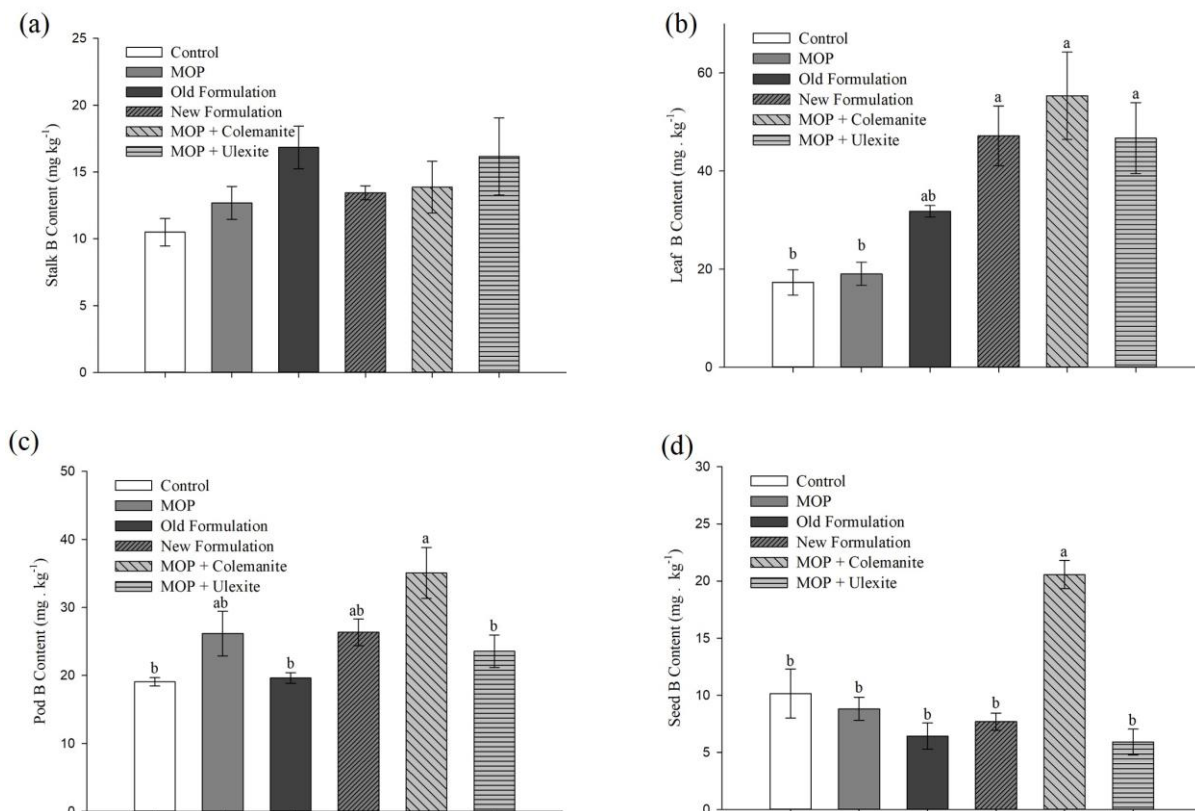 (a)
25
20
15
10
5
0
Stalk B Content (mg kg⁻¹)
Control
MOP
Old Formulation
New Formulation
MOP + Colemanite
MOP + Ulexite
(b)
60
40
20
0
Leaf B Content (mg . kg⁻¹)
Control
MOP
Old Formulation
New Formulation
MOP + Colemanite
MOP + Ulexite
b
b
ab
a
a
a
(c)
50
40
30
20
10
0
Pod B Content (mg . kg⁻¹)
Control
MOP
Old Formulation
New Formulation
MOP + Colemanite
MOP + Ulexite
b
ab
b
ab
a
b
(d)
30
25
20
15
10
5
0
Seed B Content (mg . kg⁻¹)
Control
MOP
Old Formulation
New Formulation
MOP + Colemanite
MOP + Ulexite
b
b
b
b
a
b